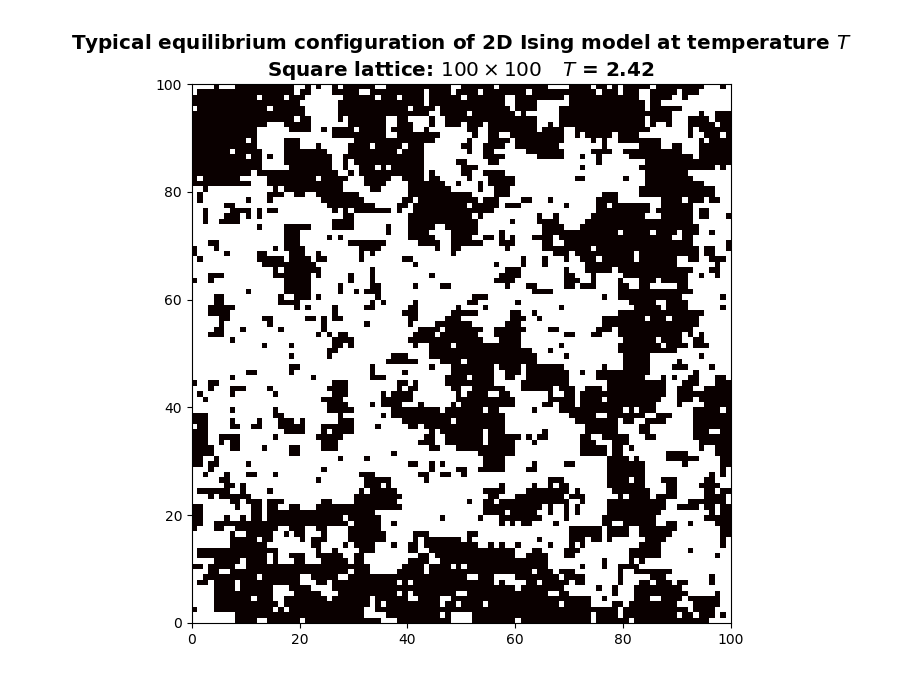 Typical equilibrium configuration of 2D Ising model at temperature T
Square lattice: 100 × 100 T = 2.42
100
80
60
40
20
0
0 20 40 60 80 100